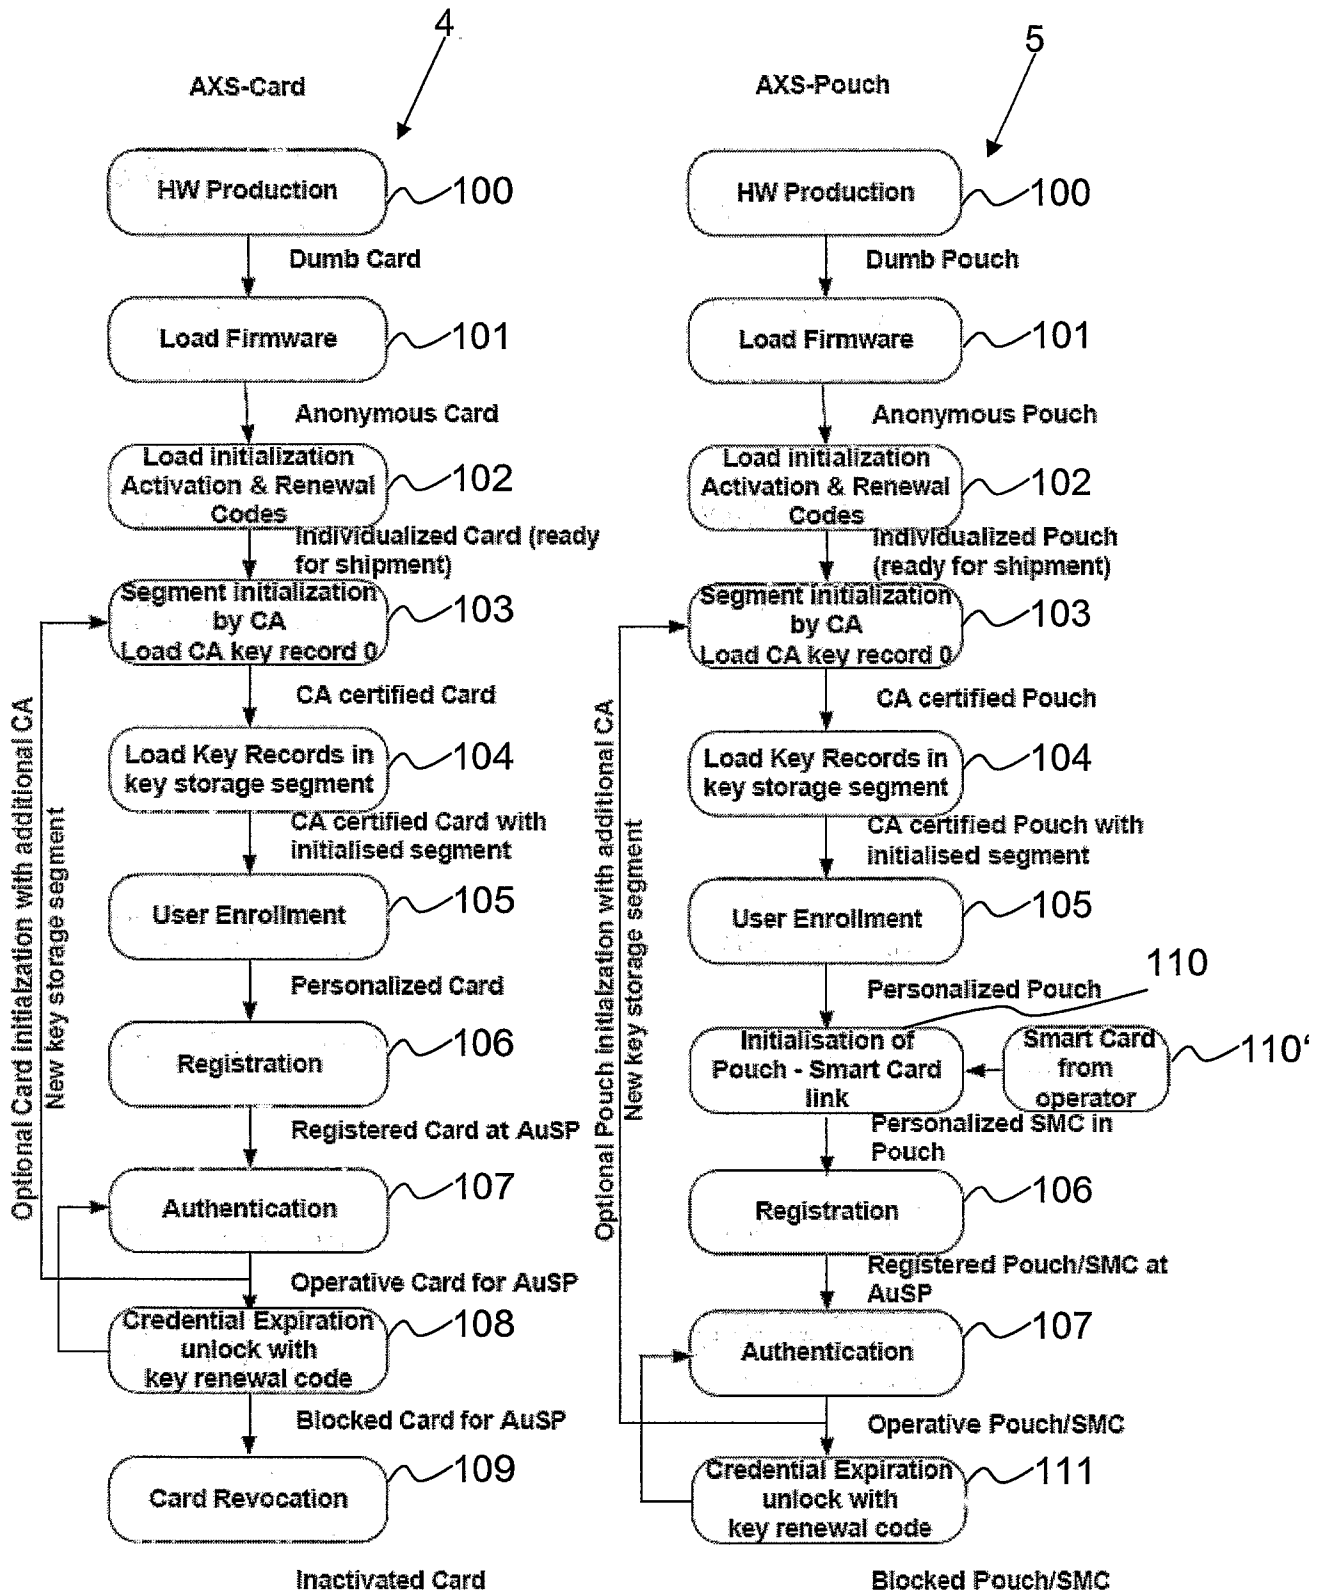 4
AXS-Card
HW Production
100
Dumb Card
Load Firmware
101
Anonymous Card
Load initialization
Activation & Renewal
Codes
102
Individualized Card (ready
for shipment)
Segment initialization
by CA
Load CA key record 0
103
CA certified Card
Load Key Records in
key storage segment
104
CA certified Card with
initialised segment
User Enrollment
105
Personalized Card
Registration
106
Registered Card at AuSP
Authentication
107
Operative Card for AuSP
Credential Expiration
unlock with
key renewal code
108
Blocked Card for AuSP
Card Revocation
109
Inactivated Card
Optional Card initialzation with additional CA
New key storage segment
5
AXS-Pouch
HW Production
100
Dumb Pouch
Load Firmware
101
Anonymous Pouch
Load initialization
Activation & Renewal
Codes
102
Individualized Pouch
(ready for shipment)
Segment initialization
by CA
Load CA key record 0
103
CA certified Pouch
Load Key Records in
key storage segment
104
CA certified Pouch with
initialised segment
User Enrollment
105
Personalized Pouch
110
Initialisation of
Pouch - Smart Card
link
Smart Card
from
operator
110‘
Personalized SMC in
Pouch
Registration
106
Registered Pouch/SMC at
AuSP
Authentication
107
Operative Pouch/SMC
Credential Expiration
unlock with
key renewal code
111
Blocked Pouch/SMC
Optional Pouch initialzation with additional CA
New key storage segment